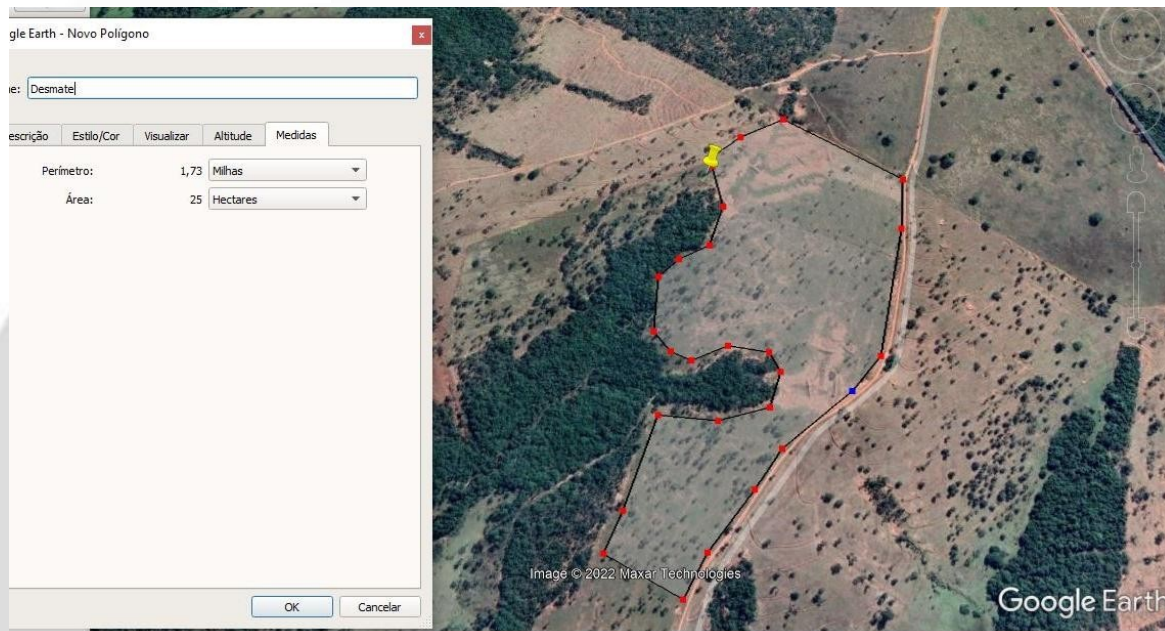 gle Earth - Novo Polígono
ne: Desmate
escrição Estilo/Cor Visualizar Altitude Medidas
Perímetro: 1,73 Milhas
Área: 25 Hectares
OK Cancelar
Image © 2022 Maxar Technologies
Google Earth